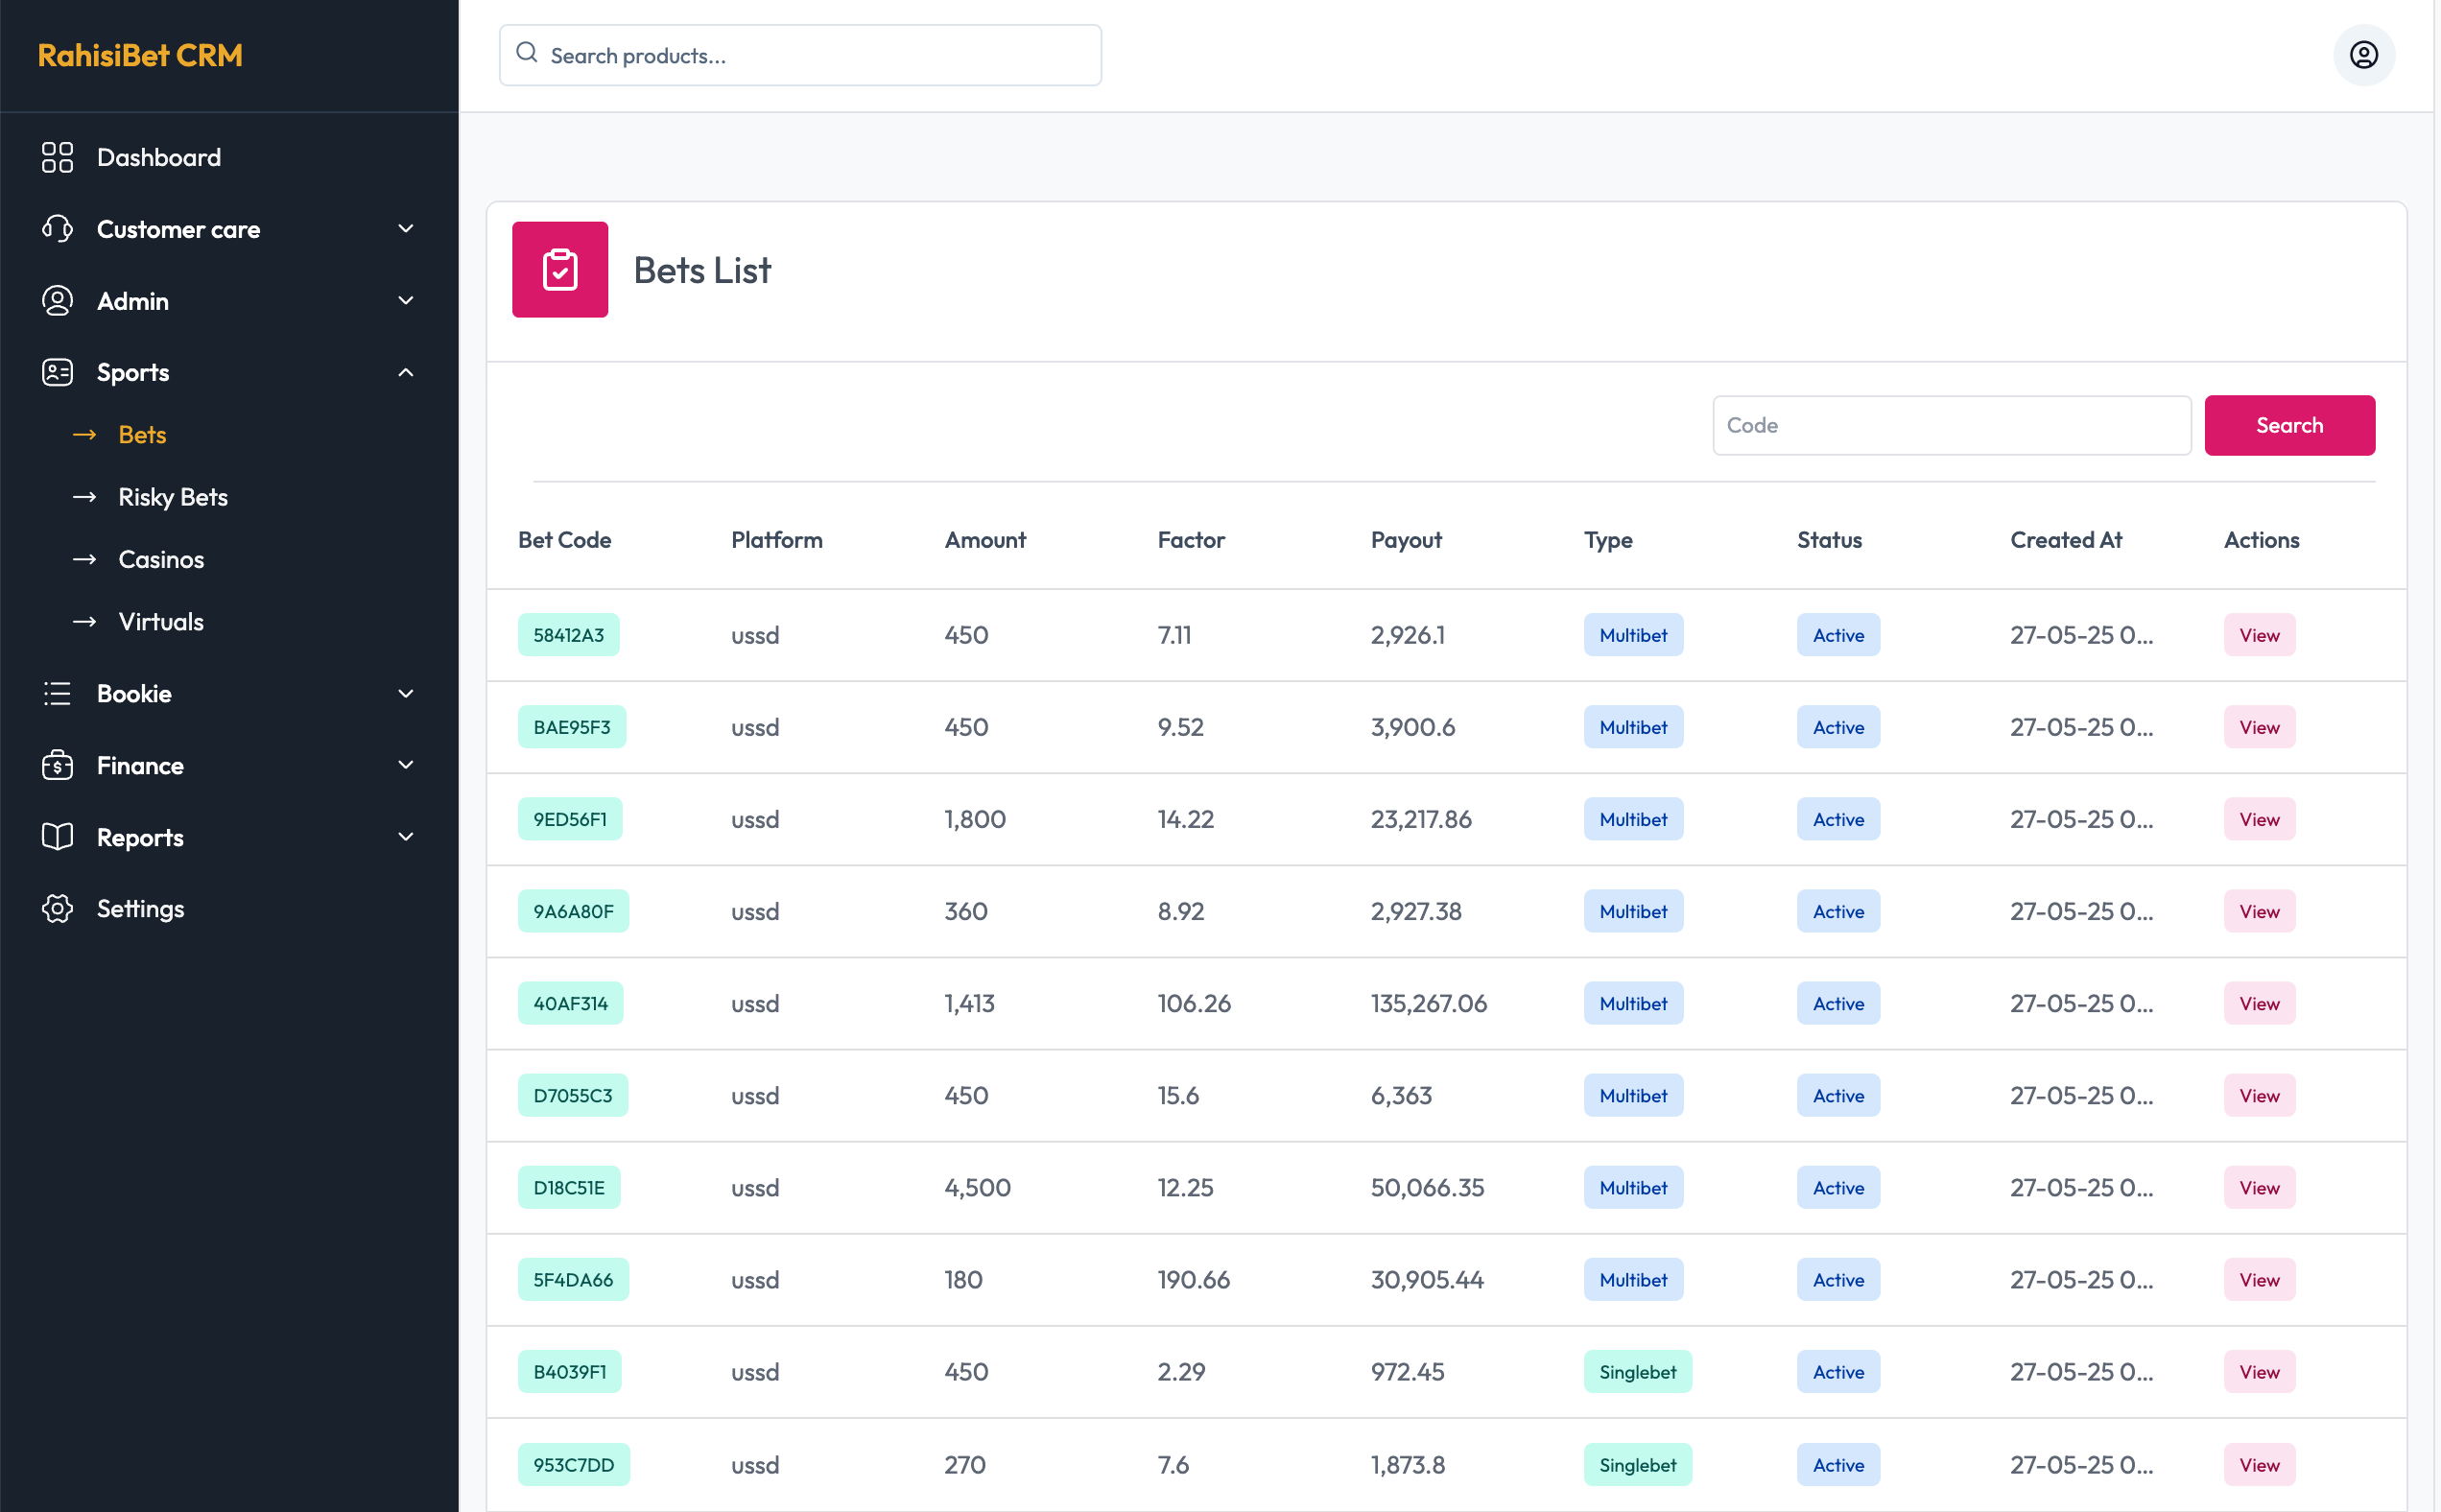 RahisiBet CRM
Search products...
Dashboard
Customer care
Admin
Sports
Bets
Risky Bets
Casinos
Virtuals
Bookie
Finance
Reports
Settings
Bets List
Code
Search
Bet Code Platform Amount Factor Payout Type Status Created At Actions
58412A3 ussd 450 7.11 2,926.1 Multibet Active 27-05-25 0... View
BAE95F3 ussd 450 9.52 3,900.6 Multibet Active 27-05-25 0... View
9ED56F1 ussd 1,800 14.22 23,217.86 Multibet Active 27-05-25 0... View
9A6A80F ussd 360 8.92 2,927.38 Multibet Active 27-05-25 0... View
40AF314 ussd 1,413 106.26 135,267.06 Multibet Active 27-05-25 0... View
D7055C3 ussd 450 15.6 6,363 Multibet Active 27-05-25 0... View
D18C51E ussd 4,500 12.25 50,066.35 Multibet Active 27-05-25 0... View
5F4DA66 ussd 180 190.66 30,905.44 Multibet Active 27-05-25 0... View
B4039F1 ussd 450 2.29 972.45 Singlebet Active 27-05-25 0... View
953C7DD ussd 270 7.6 1,873.8 Singlebet Active 27-05-25 0... View